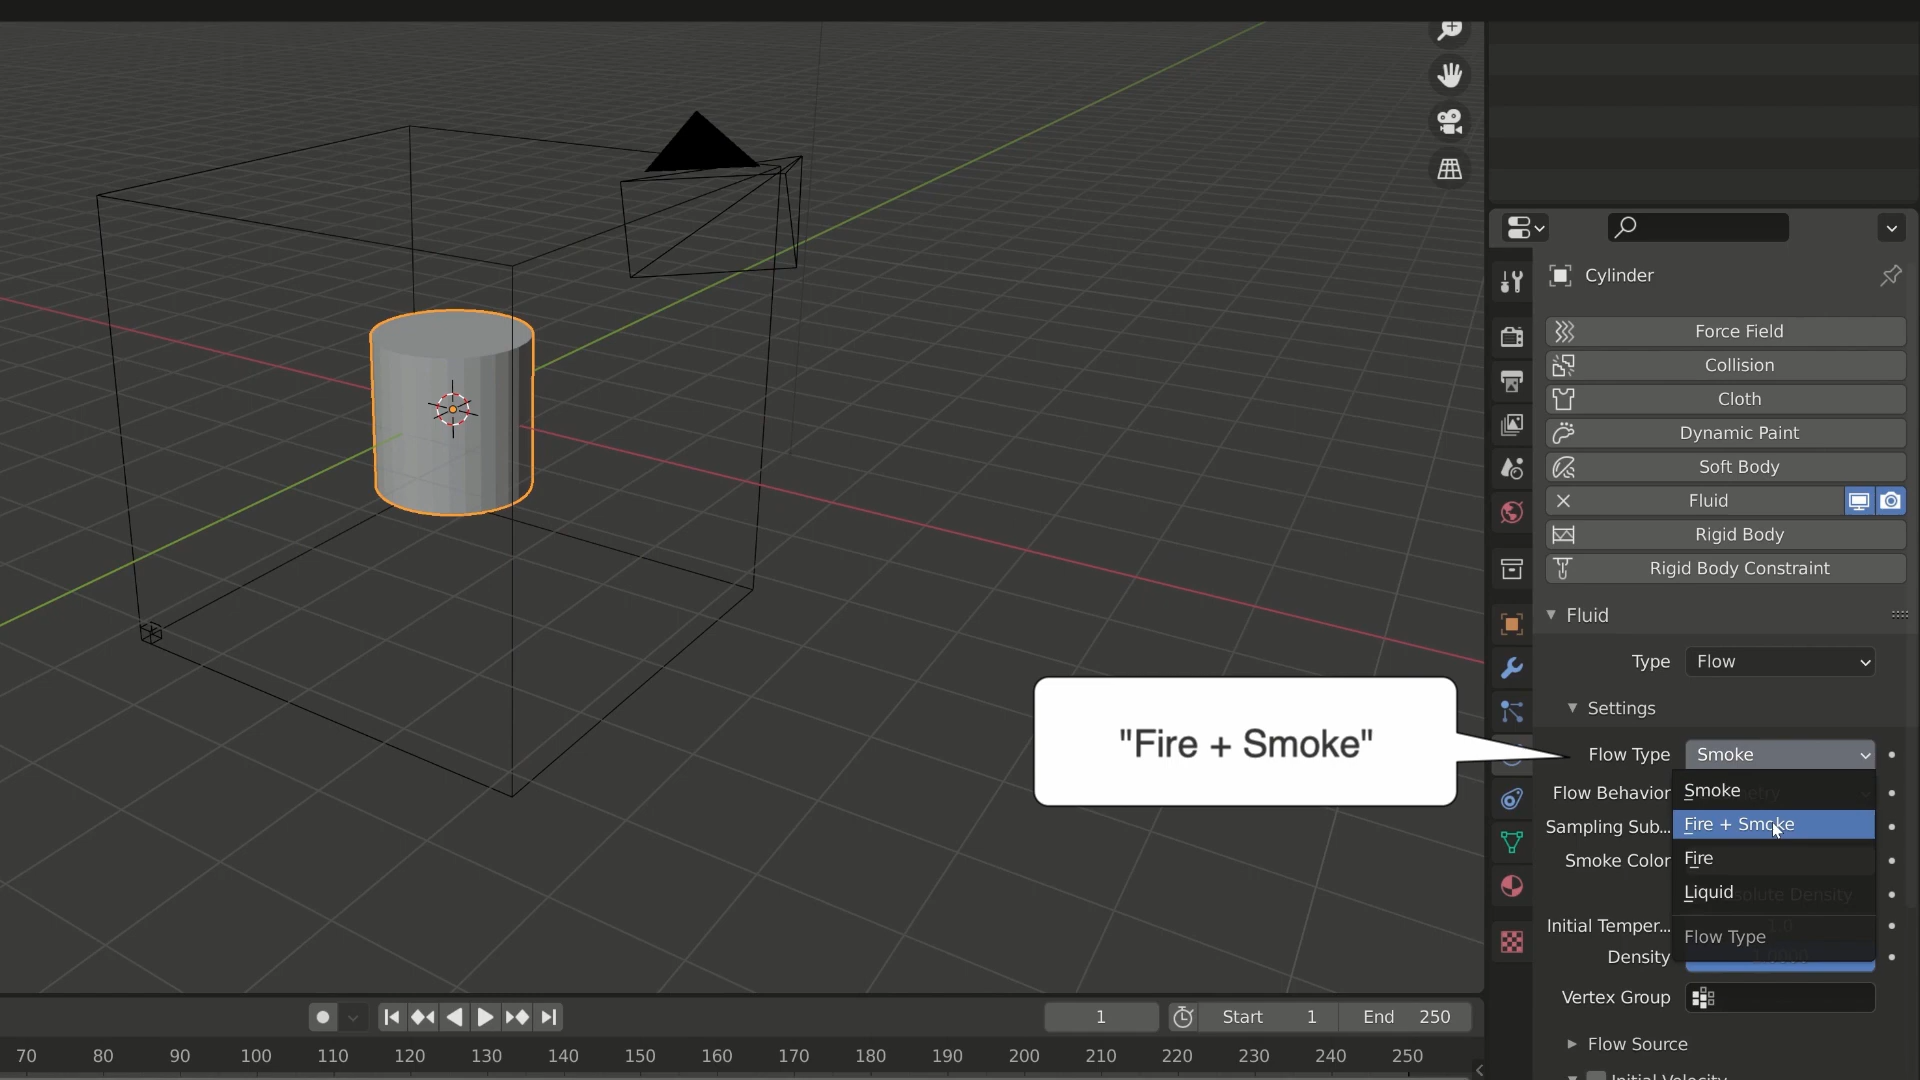 Cylinder
Force Field
Collision
Cloth
Dynamic Paint
Soft Body
Fluid
Rigid Body
Rigid Body Constraint
Fluid
Type Flow
Settings
"Fire + Smoke"
Flow Type Smoke
Smoke
Flow Behavior
Fire + Smoke
Sampling Sub...
Fire
Smoke Color
Liquid
Initial Temper...
Flow Type
Density
Vertex Group
Flow Source
Initial Velocity
1 Start 1 End 250
70 80 90 100 110 120 130 140 150 160 170 180 190 200 210 220 230 240 250